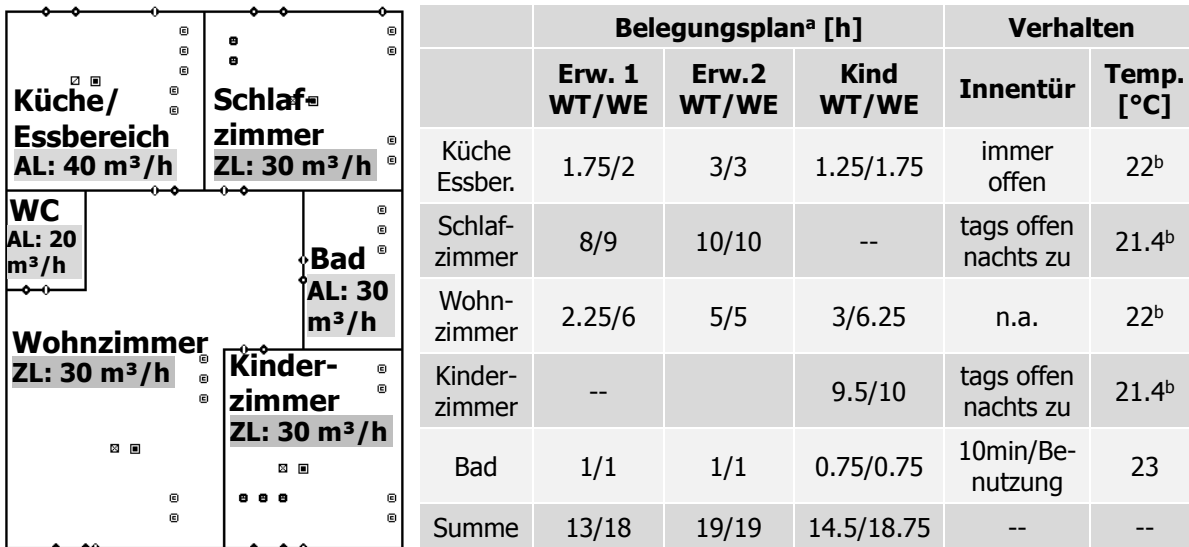 Küche/
Essbereich
AL: 40 m³/h
Schlaf-
zimmer
ZL: 30 m³/h
WC
AL: 20
m³/h
Bad
AL: 30
m³/h
Wohnzimmer
ZL: 30 m³/h
Kinder-
zimmer
ZL: 30 m³/h
Belegungsplanᵃ [h] Verhalten
Erw. 1 Erw.2 Kind Innentür Temp.
WT/WE WT/WE WT/WE [°C]
Küche Essber. 1.75/2 3/3 1.25/1.75 immer offen 22ᵇ
Schlaf-zimmer 8/9 10/10 -- tags offen nachts zu 21.4ᵇ
Wohn-zimmer 2.25/6 5/5 3/6.25 n.a. 22ᵇ
Kinder-zimmer -- 9.5/10 tags offen nachts zu 21.4ᵇ
Bad 1/1 1/1 0.75/0.75 10min/Be-nutzung 23
Summe 13/18 19/19 14.5/18.75 -- --